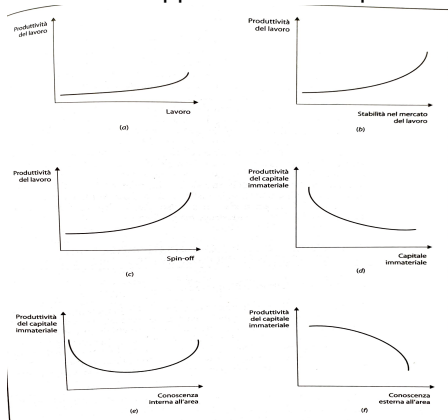 Produttività
del lavoro
Lavoro
(a)
Produttività
del lavoro
Stabilità nel mercato
del lavoro
(b)
Produttività
del lavoro
Spin-off
(c)
Produttività
del capitale
immateriale
Capitale
immateriale
(d)
Produttività
del capitale
immateriale
Conoscenza
interna all'area
(e)
Produttività
del capitale
immateriale
Conoscenza
esterna all'area
(f)